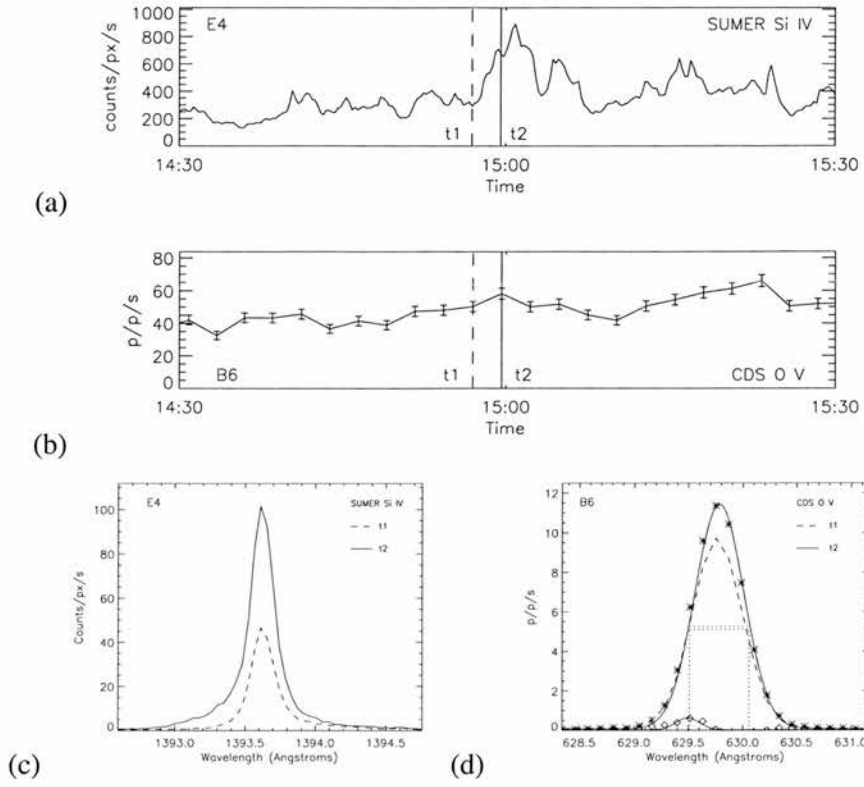 1000
800
600
400
200
0
counts/px/s
E4
SUMER Si IV
t1
t2
14:30
15:00
15:30
Time
(a)
80
60
40
20
0
p/p/s
B6
t1
t2
CDS O V
14:30
15:00
15:30
Time
(b)
E4
SUMER Si IV
t1
t2
100
80
60
40
20
0
Counts/px/s
1393.0
1393.5
1394.0
1394.5
Wavelength (Angstroms)
(c)
B6
CDS O V
t1
t2
12
10
8
6
4
2
0
p/p/s
628.5
629.0
629.5
630.0
630.5
631.0
Wavelength (Angstroms)
(d)